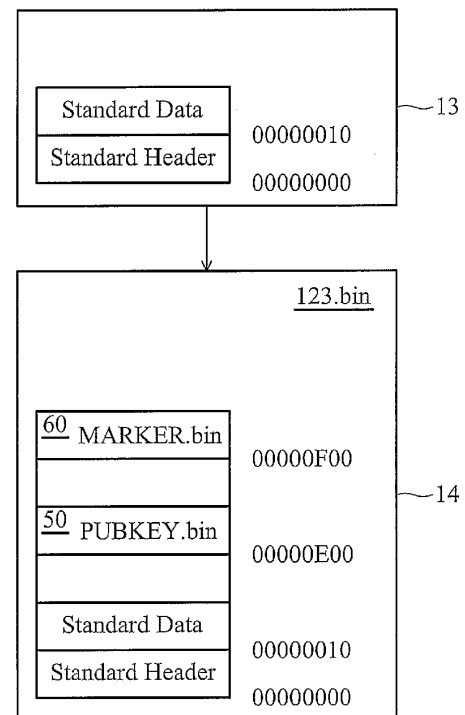 Standard Data
00000010
13
Standard Header
00000000
123.bin
60 MARKER.bin
00000F00
14
50 PUBKEY.bin
00000E00
Standard Data
00000010
Standard Header
00000000